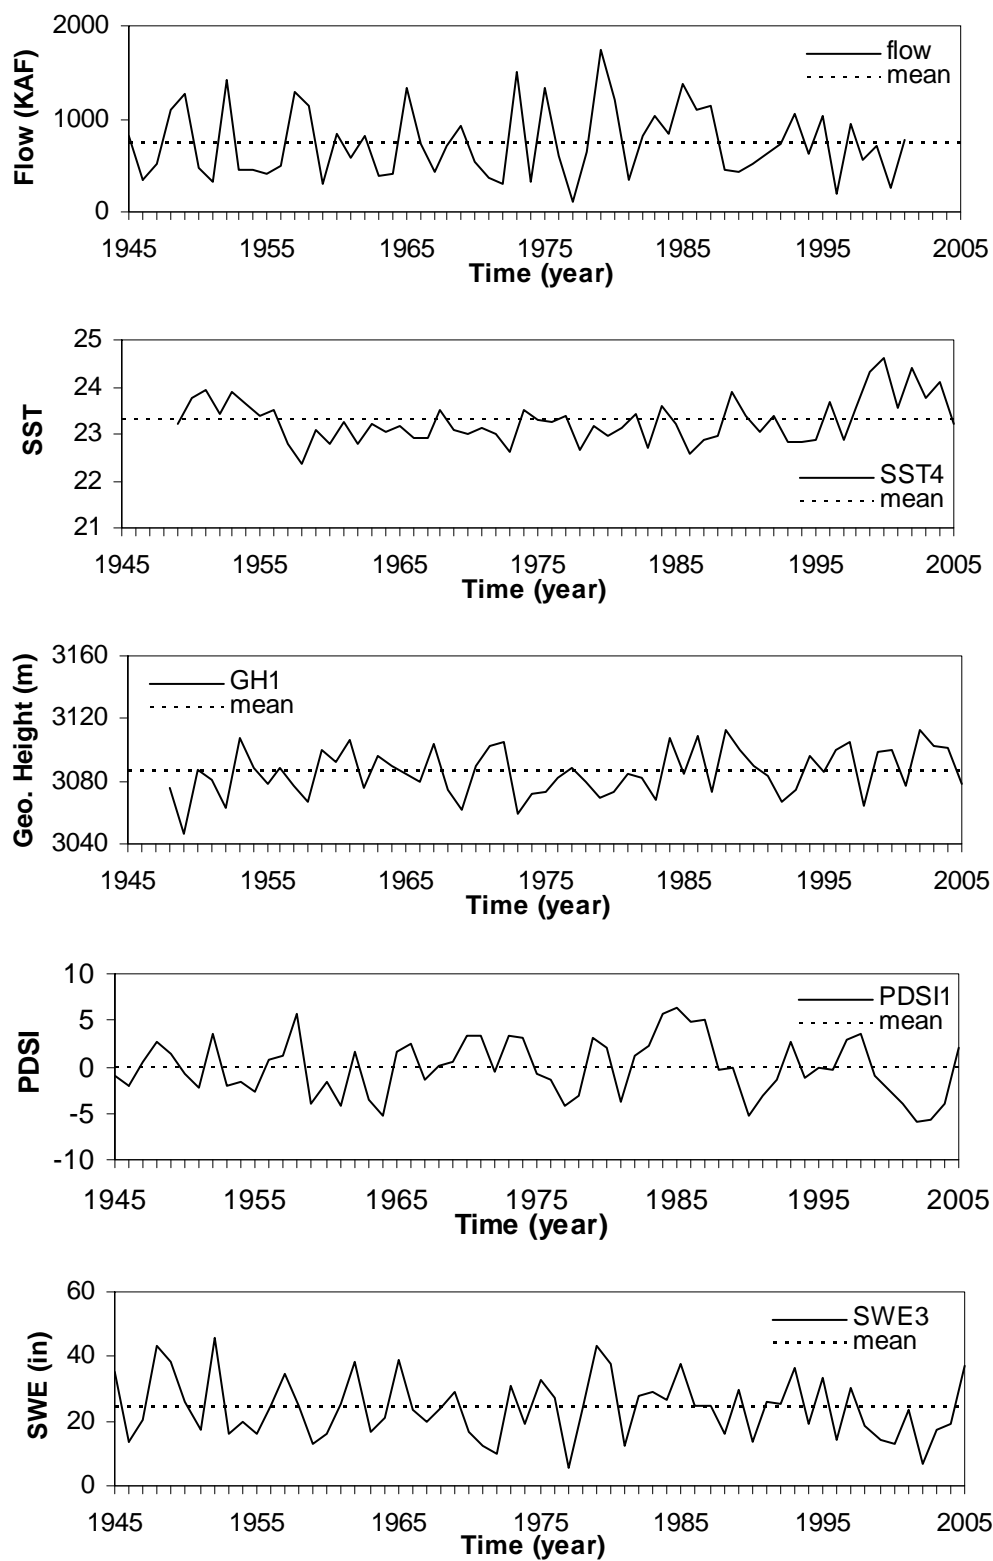 2000
1000
0
Flow (KAF)
flow
mean
1945 1955 1965 1975 1985 1995 2005
Time (year)
25
24
23
22
21
SST
SST4
mean
1945 1955 1965 1975 1985 1995 2005
Time (year)
3160
3120
3080
3040
Geo. Height (m)
GH1
mean
1945 1955 1965 1975 1985 1995 2005
Time (year)
10
5
0
-5
-10
PDSI
PDSI1
mean
1945 1955 1965 1975 1985 1995 2005
Time (year)
60
40
20
0
SWE (in)
SWE3
mean
1945 1955 1965 1975 1985 1995 2005
Time (year)